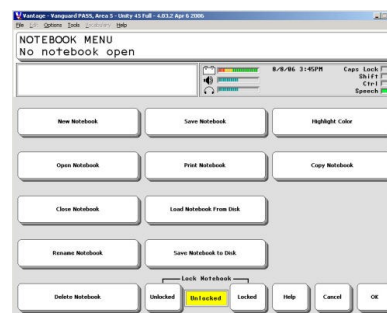 Vantage - Vanguard PASS, Area 5 - Unity 45 Full - 4.01.2 Apr 6 2006
File Edit Options Tools Vocabulary Help
NOTEBOOK MENU
No notebook open
8/8/06 3:45PM
Caps Lock
Shift
Ctrl
Speech
New Notebook
Save Notebook
Highlight Color
Open Notebook
Print Notebook
Copy Notebook
Close Notebook
Load Notebook From Disk
Rename Notebook
Save Notebook to Disk
Lock Notebook
Delete Notebook
Unlocked
Unlocked
Locked
Help
Cancel
OK